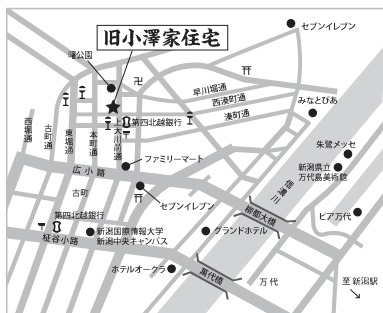 セブンイレブン
旧小澤家住宅
曙公園
早川堀通
西湊町通
湊町通
みなとぴあ
西堀通
古町通
東堀通
本町通
上大川前通
第四北越銀行
朱鷺メッセ
新潟県立
万代島美術館
ファミリーマート
広小路
信濃川
古町
セブンイレブン
柳都大橋
ピア万代
第四北越銀行
新潟国際情報大学
新潟中央キャンパス
グランドホテル
柾谷小路
ホテルオークラ
萬代橋
万代
至 新潟駅